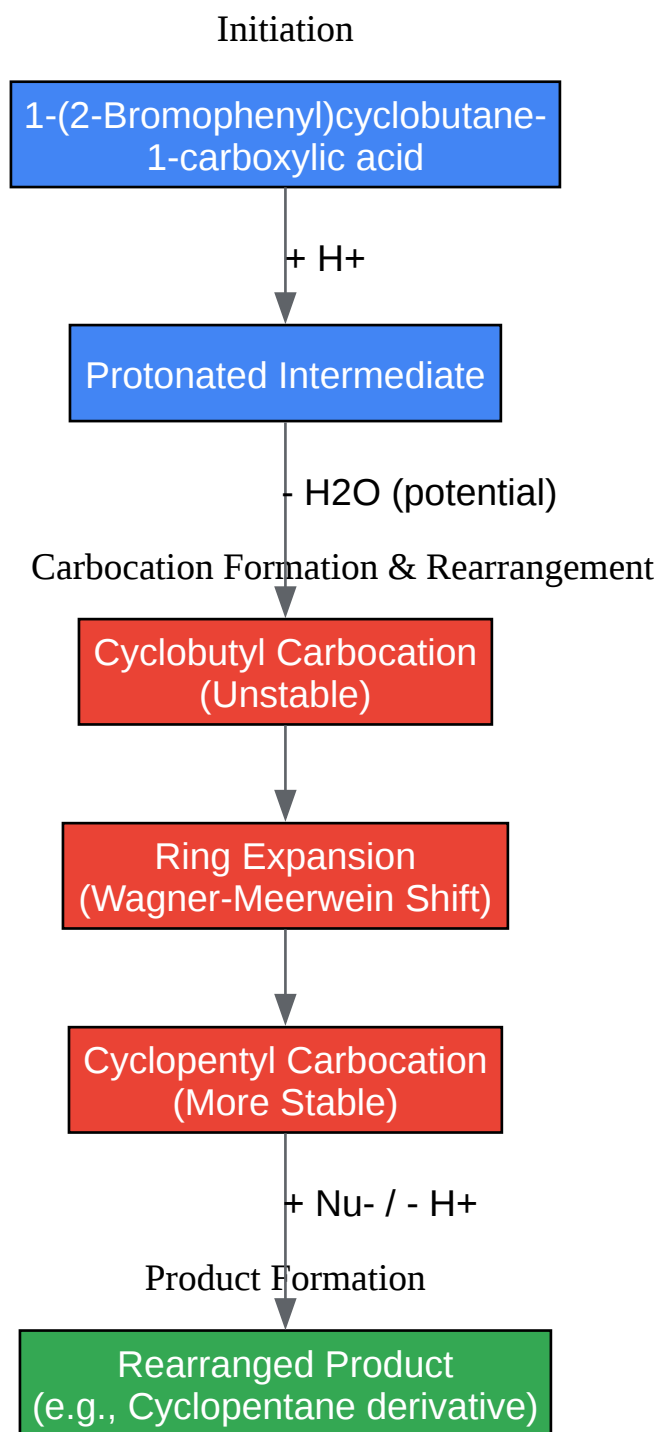 Initiation
1-(2-Bromophenyl)cyclobutane-
1-carboxylic acid
+ H+
Protonated Intermediate
- H2O (potential)
Carbocation Formation & Rearrangement
Cyclobutyl Carbocation
(Unstable)
Ring Expansion
(Wagner-Meerwein Shift)
Cyclopentyl Carbocation
(More Stable)
+ Nu- / - H+
Product Formation
Rearranged Product
(e.g., Cyclopentane derivative)